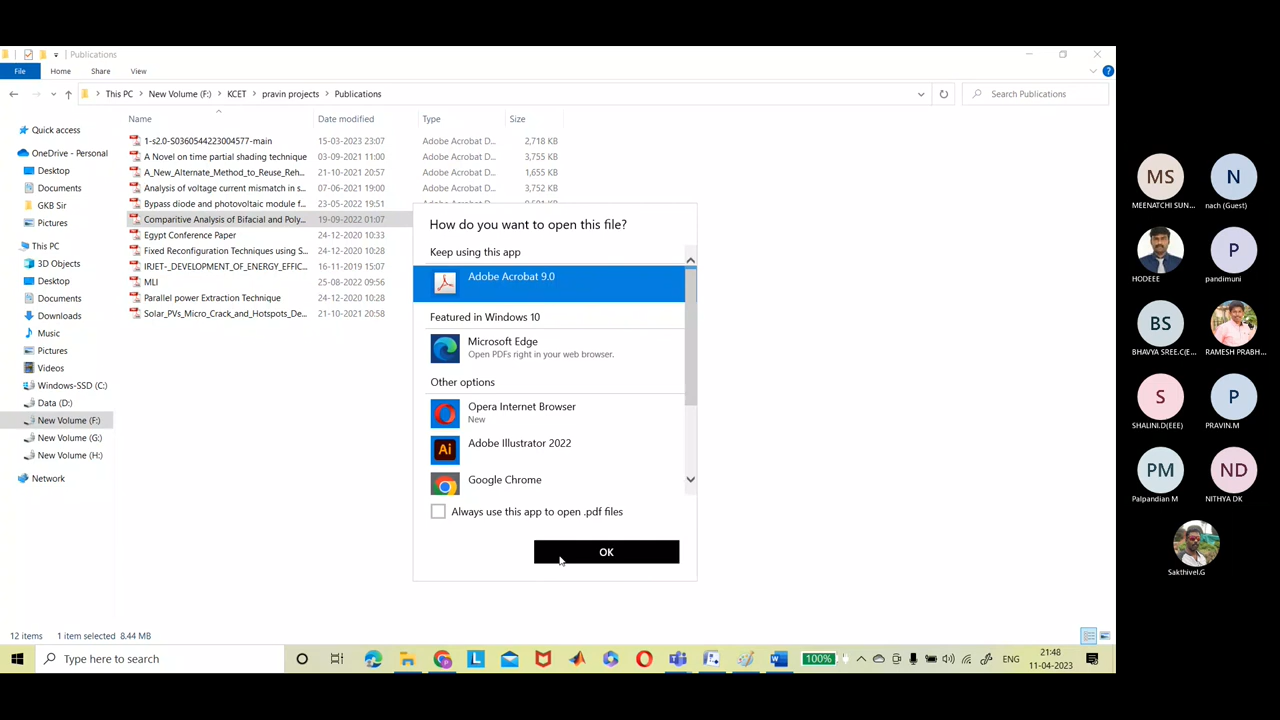 Publications
File Home Share View
This PC > New Volume (F:) > KCET > pravin projects > Publications
Search Publications
Name Date modified Type Size
1-s2.0-S0360544223004577-main 15-03-2023 23:07 Adobe Acrobat D... 2,718 KB
A Novel on time partial shading technique 03-09-2021 11:00 Adobe Acrobat D... 3,755 KB
A_New_Alternate_Method_to_Reuse_Reh... 21-10-2021 20:57 Adobe Acrobat D... 1,655 KB
Analysis of voltage current mismatch in s... 07-06-2021 19:00 Adobe Acrobat D... 3,752 KB
Bypass diode and photovoltaic module f... 23-05-2022 19:51
Comparitive Analysis of Bifacial and Poly... 19-09-2022 01:07
Egypt Conference Paper 24-12-2020 10:33
Fixed Reconfiguration Techniques using S... 24-12-2020 10:28
IRJET-_DEVELOPMENT_OF_ENERGY_EFFIC... 16-11-2019 15:07
MLI 25-08-2022 09:56
Parallel power Extraction Technique 24-12-2020 10:28
Solar_PVs_Micro_Crack_and_Hotspots_De... 21-10-2021 20:58
Quick access
OneDrive - Personal
Desktop
Documents
GKB Sir
Pictures
This PC
3D Objects
Desktop
Documents
Downloads
Music
Pictures
Videos
Windows-SSD (C:)
Data (D:)
New Volume (F:)
New Volume (G:)
New Volume (H:)
Network
How do you want to open this file?
Keep using this app
Adobe Acrobat 9.0
Featured in Windows 10
Microsoft Edge
Open PDFs right in your web browser.
Other options
Opera Internet Browser
New
Ai
Adobe Illustrator 2022
Google Chrome
Always use this app to open .pdf files
OK
12 items 1 item selected 8.44 MB
Type here to search
100%
ENG
21:48
11-04-2023
MS N
MEENATCHI SUN... nach (Guest)
P
HODEEE pandimuni
BS
BHAVYA SREE.C(E... RAMESH PRABH...
S P
SHALINI.D(EEE) PRAVIN.M
PM ND
Palpandian M NITHYA DK
Sakthivel.G